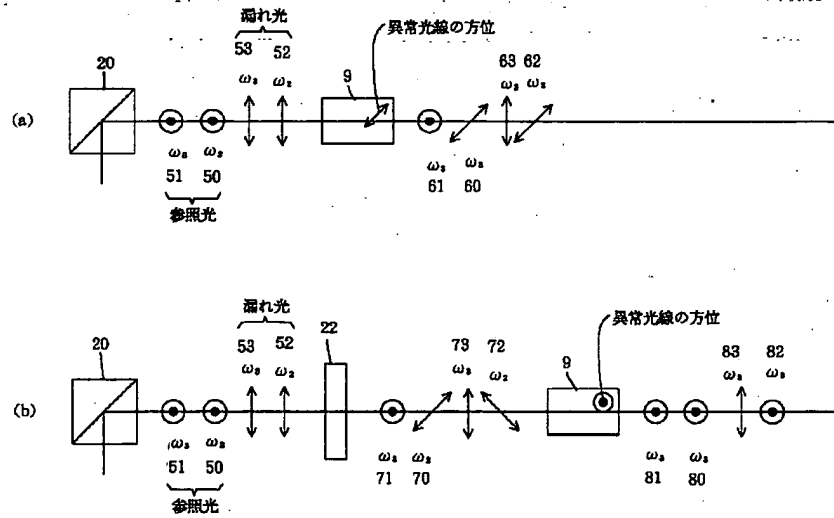 漏れ光
53 52
ω₃ ω₂
異常光線の方位
9
63 62
ω₃ ω₂
20
(a)
ω₃ ω₂
51 50
参照光
ω₃ ω₂
61 60
漏れ光
53 52
ω₃ ω₂
22
73 72
ω₃ ω₂
異常光線の方位
9
83 82
ω₃ ω₂
20
(b)
ω₃ ω₂
51 50
参照光
ω₃ ω₂
71 70
ω₃ ω₂
81 80